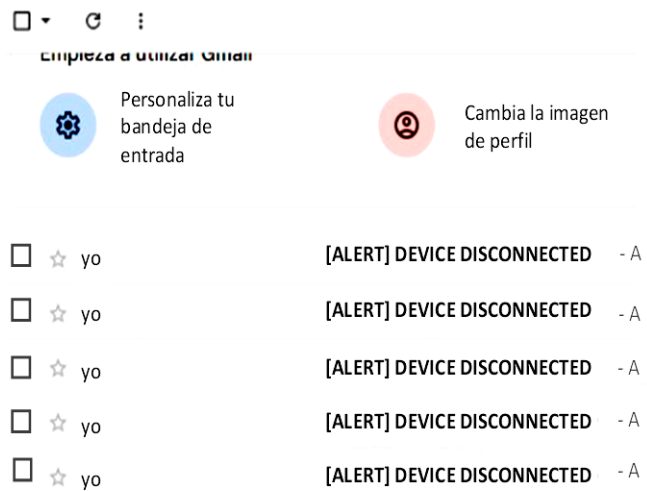 Empieza a utilizar Gmail
Personaliza tu
bandeja de
entrada
Cambia la imagen
de perfil
yo [ALERT] DEVICE DISCONNECTED - A
yo [ALERT] DEVICE DISCONNECTED - A
yo [ALERT] DEVICE DISCONNECTED - A
yo [ALERT] DEVICE DISCONNECTED - A
yo [ALERT] DEVICE DISCONNECTED - A